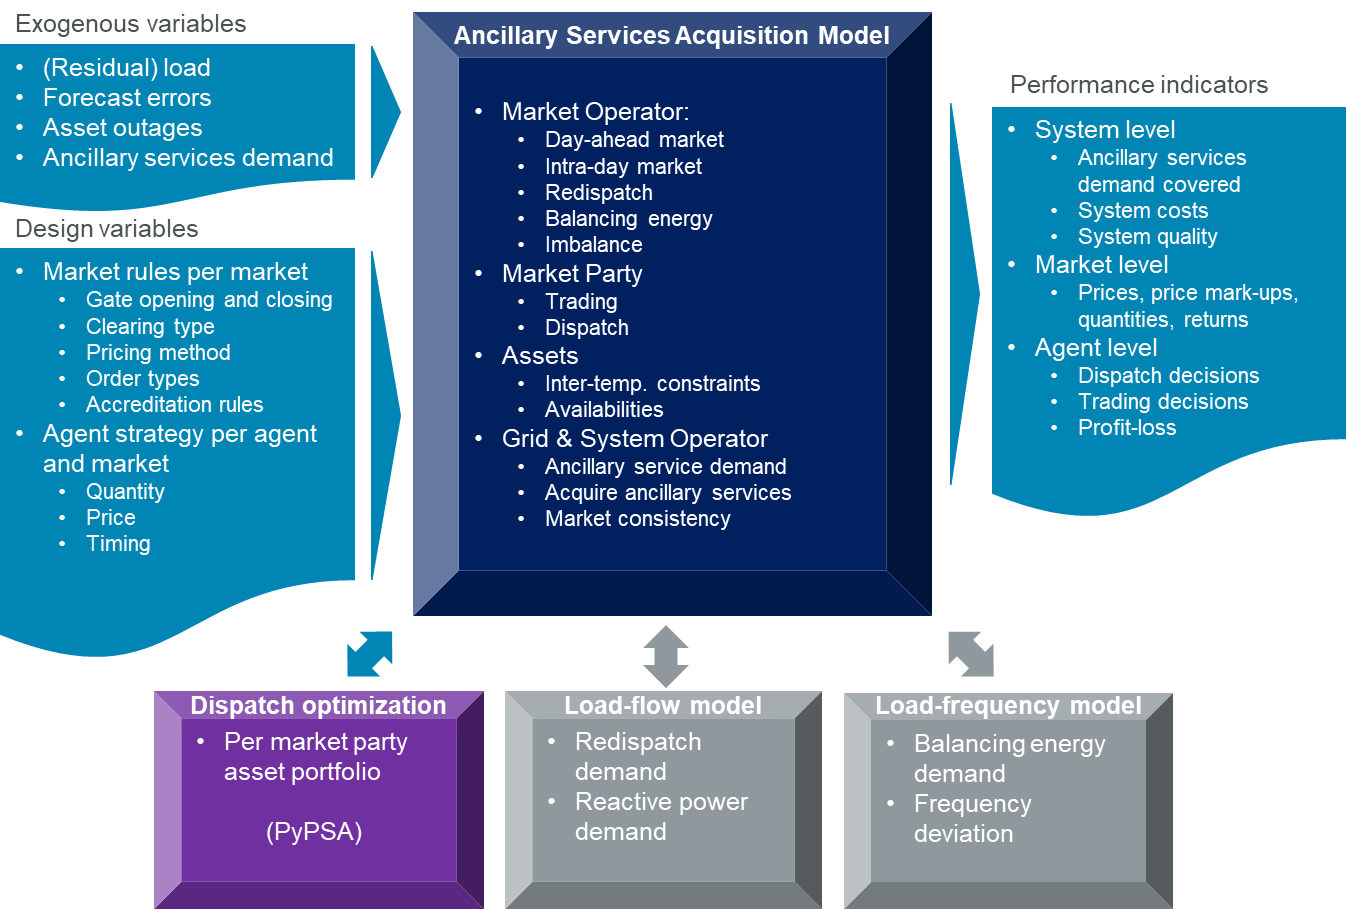 Exogenous variables
• (Residual) load
• Forecast errors
• Asset outages
• Ancillary services demand
Design variables
• Market rules per market
• Gate opening and closing
• Clearing type
• Pricing method
• Order types
• Accreditation rules
• Agent strategy per agent
and market
• Quantity
• Price
• Timing
Ancillary Services Acquisition Model
• Market Operator:
• Day-ahead market
• Intra-day market
• Redispatch
• Balancing energy
• Imbalance
• Market Party
• Trading
• Dispatch
• Assets
• Inter-temp. constraints
• Availabilities
• Grid & System Operator
• Ancillary service demand
• Acquire ancillary services
• Market consistency
Performance indicators
• System level
• Ancillary services
demand covered
• System costs
• System quality
• Market level
• Prices, price mark-ups,
quantities, returns
• Agent level
• Dispatch decisions
• Trading decisions
• Profit-loss
Dispatch optimization
• Per market party
asset portfolio
(PyPSA)
Load-flow model
• Redispatch
demand
• Reactive power
demand
Load-frequency model
• Balancing energy
demand
• Frequency
deviation